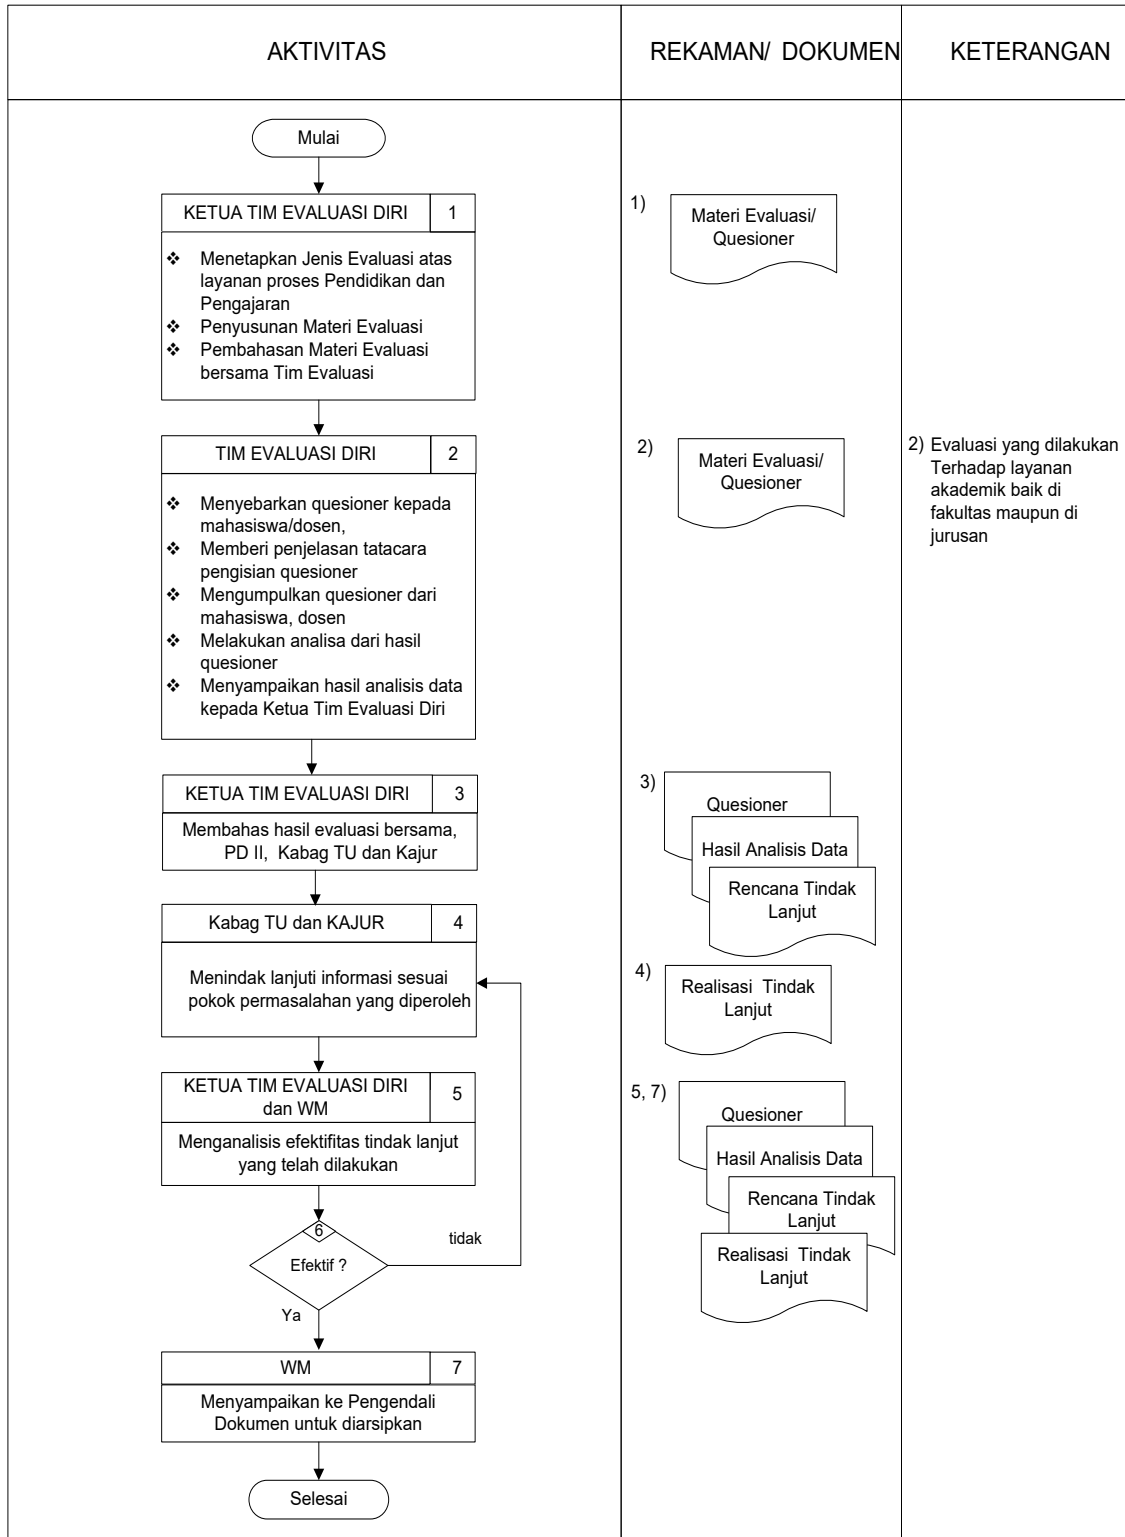 AKTIVITAS
REKAMAN/ DOKUMEN
KETERANGAN
Mulai
KETUA TIM EVALUASI DIRI
1
❖ Menetapkan Jenis Evaluasi atas
layanan proses Pendidikan dan
Pengajaran
❖ Penyusunan Materi Evaluasi
❖ Pembahasan Materi Evaluasi
bersama Tim Evaluasi
1)
Materi Evaluasi/
Quesioner
TIM EVALUASI DIRI
2
❖ Menyebarkan quesioner kepada
mahasiswa/dosen,
❖ Memberi penjelasan tatacara
pengisian quesioner
❖ Mengumpulkan quesioner dari
mahasiswa, dosen
❖ Melakukan analisa dari hasil
quesioner
❖ Menyampaikan hasil analisis data
kepada Ketua Tim Evaluasi Diri
2)
Materi Evaluasi/
Quesioner
2) Evaluasi yang dilakukan
Terhadap layanan
akademik baik di
fakultas maupun di
jurusan
KETUA TIM EVALUASI DIRI
3
Membahas hasil evaluasi bersama,
PD II, Kabag TU dan Kajur
3)
Quesioner
Hasil Analisis Data
Rencana Tindak
Lanjut
Kabag TU dan KAJUR
4
Menindak lanjuti informasi sesuai
pokok permasalahan yang diperoleh
4)
Realisasi Tindak
Lanjut
KETUA TIM EVALUASI DIRI
dan WM
5
Menganalisis efektifitas tindak lanjut
yang telah dilakukan
5, 7)
Quesioner
Hasil Analisis Data
Rencana Tindak
Lanjut
Realisasi Tindak
Lanjut
6
Efektif ?
tidak
Ya
WM
7
Menyampaikan ke Pengendali
Dokumen untuk diarsipkan
Selesai